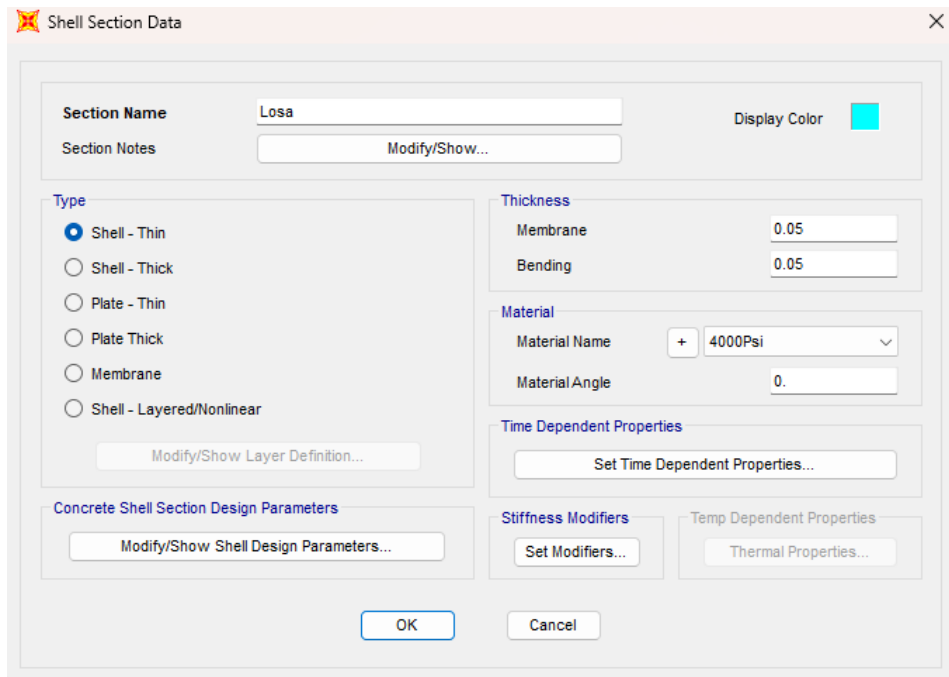 Shell Section Data
Section Name Losa
Display Color
Section Notes Modify/Show...
Type
Shell - Thin
Shell - Thick
Plate - Thin
Plate Thick
Membrane
Shell - Layered/Nonlinear
Modify/Show Layer Definition...
Concrete Shell Section Design Parameters
Modify/Show Shell Design Parameters...
Thickness
Membrane 0.05
Bending 0.05
Material
Material Name + 4000Psi
Material Angle 0.
Time Dependent Properties
Set Time Dependent Properties...
Stiffness Modifiers
Set Modifiers...
Temp Dependent Properties
Thermal Properties...
OK Cancel